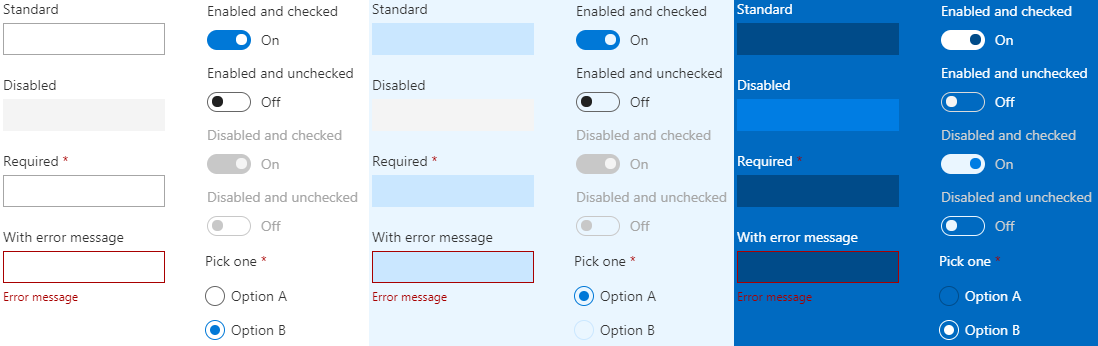 Standard
Disabled
Required *
With error message
Error message
Enabled and checked
On
Enabled and unchecked
Off
Disabled and checked
On
Disabled and unchecked
Off
Pick one *
Option A
Option B
Standard
Disabled
Required *
With error message
Error message
Enabled and checked
On
Enabled and unchecked
Off
Disabled and checked
On
Disabled and unchecked
Off
Pick one *
Option A
Option B
Standard
Disabled
Required *
With error message
Error message
Enabled and checked
On
Enabled and unchecked
Off
Disabled and checked
On
Disabled and unchecked
Off
Pick one *
Option A
Option B